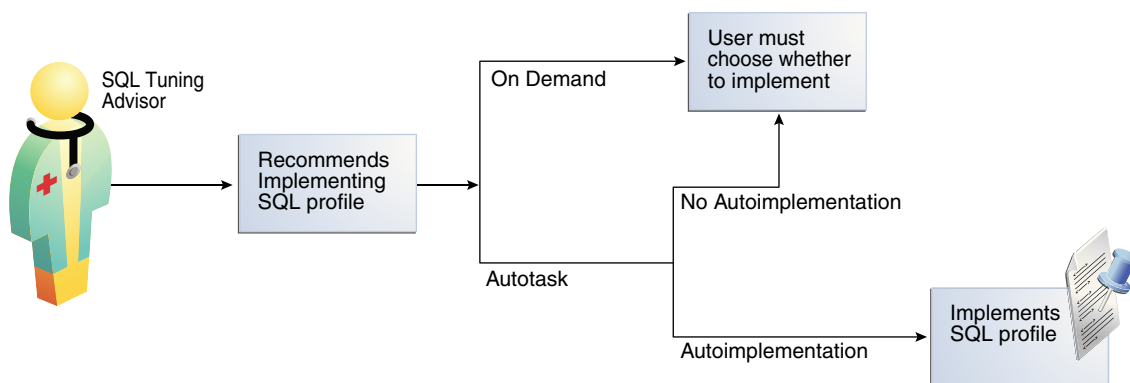 SQL Tuning
Advisor
Recommends
Implementing
SQL profile
On Demand
User must
choose whether
to implement
No Autoimplementation
Autotask
Autoimplementation
Implements
SQL profile